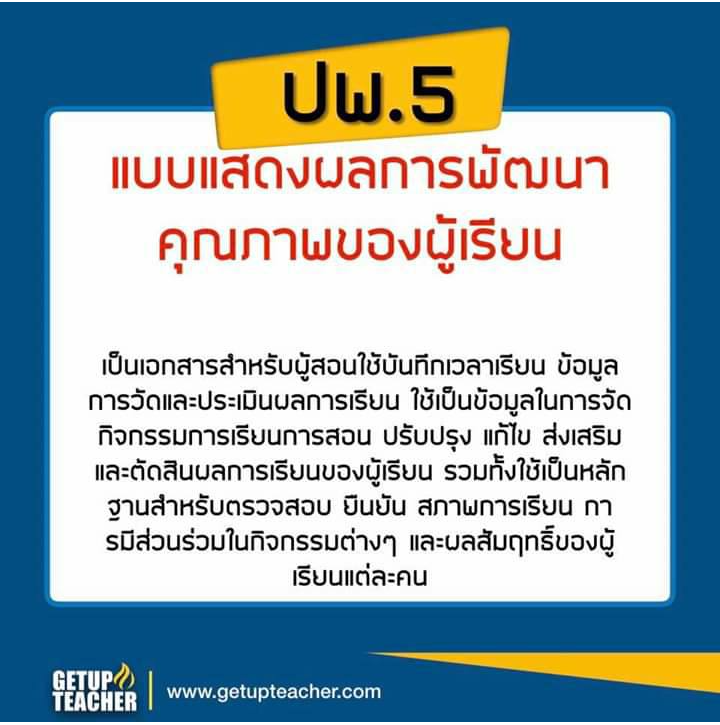 ปพ.5
แบบแสดงผลการพัฒนา
คุณภาพของผู้เรียน
เป็นเอกสารสำหรับผู้สอนใช้บันทึกเวลาเรียน ข้อมูล
การวัดและประเมินผลการเรียน ใช้เป็นข้อมูลในการจัด
กิจกรรมการเรียนการสอน ปรับปรุง แก้ไข ส่งเสริม
และตัดสินผลการเรียนของผู้เรียน รวมทั้งใช้เป็นหลัก
ฐานสำหรับตรวจสอบ ยืนยัน สภาพการเรียน กา
รมีส่วนร่วมในกิจกรรมต่างๆ และผลสัมฤทธิ์ของผู้
เรียนแต่ละคน
GETUP
TEACHER
www.getupteacher.com